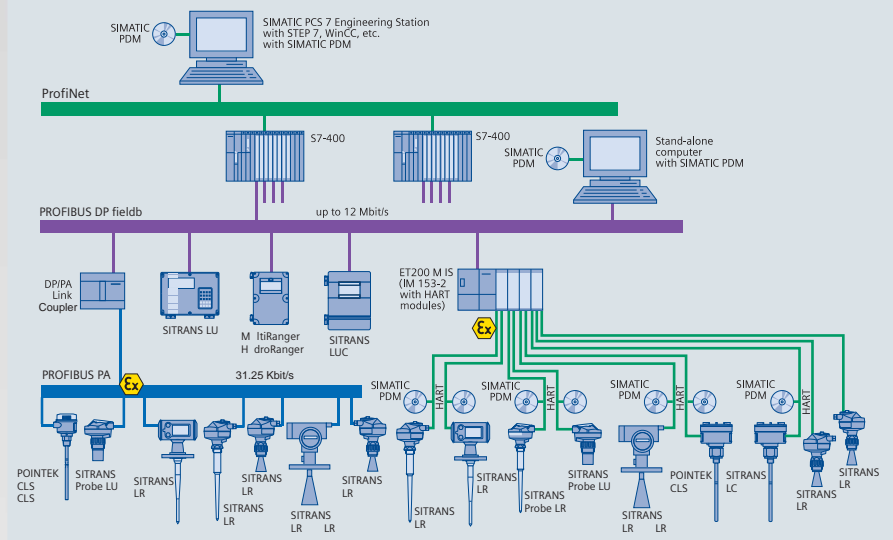 SIMATIC
PDM
SIMATIC PCS 7 Engineering Station
with STEP 7, WinCC, etc.
with SIMATIC PDM
ProfiNet
S7-400
S7-400
SIMATIC
PDM
Stand-alone
computer
with SIMATIC PDM
PROFIBUS DP fieldb
up to 12 Mbit/s
DP/PA
Link
Coupler
SITRANS LU
M ltiRanger
H droRanger
SITRANS
LUC
ET200 M IS
(IM 153-2
with HART
modules)
Ex
PROFIBUS PA
Ex
31.25 Kbit/s
SIMATIC
PDM
HART
SIMATIC
PDM
HART
SIMATIC
PDM
HART
SIMATIC
PDM
HART
POINTEK
CLS
CLS
SITRANS
Probe LU
SITRANS
LR
SITRANS
LR
SITRANS
LR
SITRANS
LR LR
SITRANS
LR
SITRANS
LR
SITRANS
LR
SITRANS
Probe LR
SITRANS
Probe LU
SITRANS
LR LR
POINTEK
CLS
SITRANS
LC
SITRANS
LR
SITRANS
LR